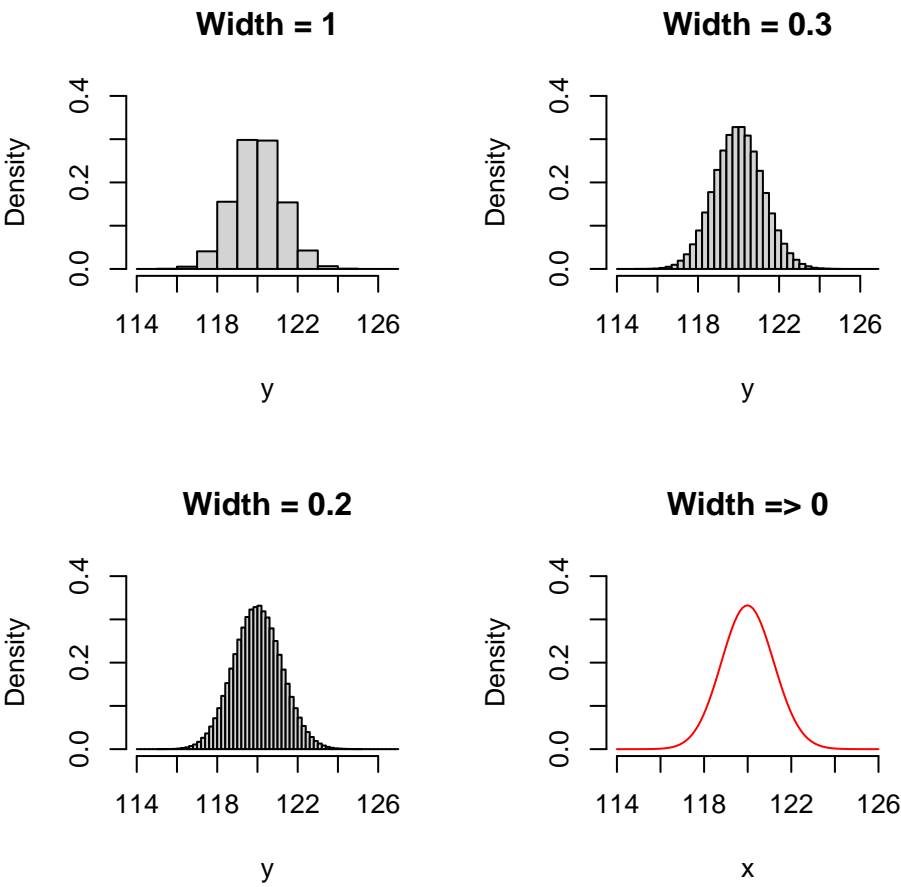 Width = 1
Density
0.0 0.2 0.4
114 118 122 126
y
Width = 0.3
Density
0.0 0.2 0.4
114 118 122 126
y
Width = 0.2
Density
0.0 0.2 0.4
114 118 122 126
y
Width => 0
Density
0.0 0.2 0.4
114 118 122 126
x